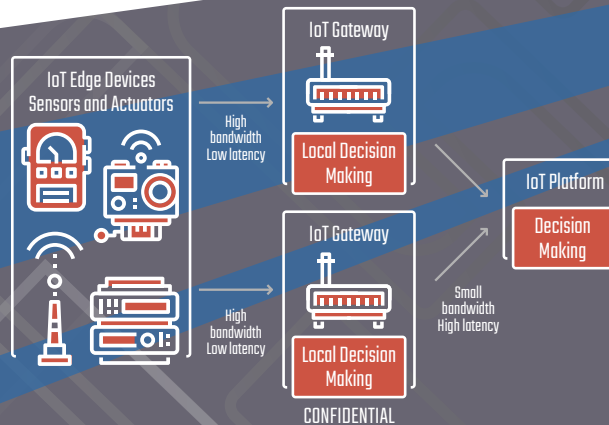 IoT Edge Devices
Sensors and Actuators
High
bandwidth
Low latency
High
bandwidth
Low latency
IoT Gateway
Local Decision
Making
IoT Gateway
Local Decision
Making
CONFIDENTIAL
Small
bandwidth
High latency
IoT Platform
Decision
Making